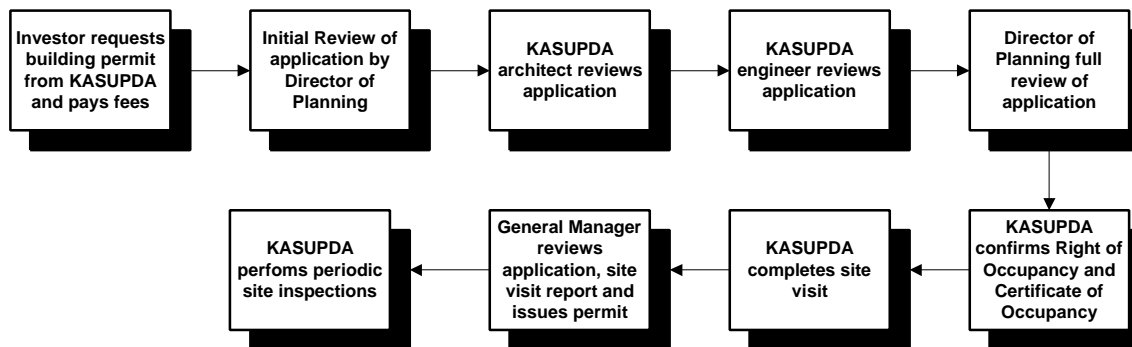 Investor requests
building permit
from KASUPDA
and pays fees
Initial Review of
application by
Director of
Planning
KASUPDA
architect reviews
application
KASUPDA
engineer reviews
application
Director of
Planning full
review of
application
KASUPDA
confirms Right of
Occupancy and
Certificate of
Occupancy
KASUPDA
completes site
visit
General Manager
reviews
application, site
visit report and
issues permit
KASUPDA
perfoms periodic
site inspections